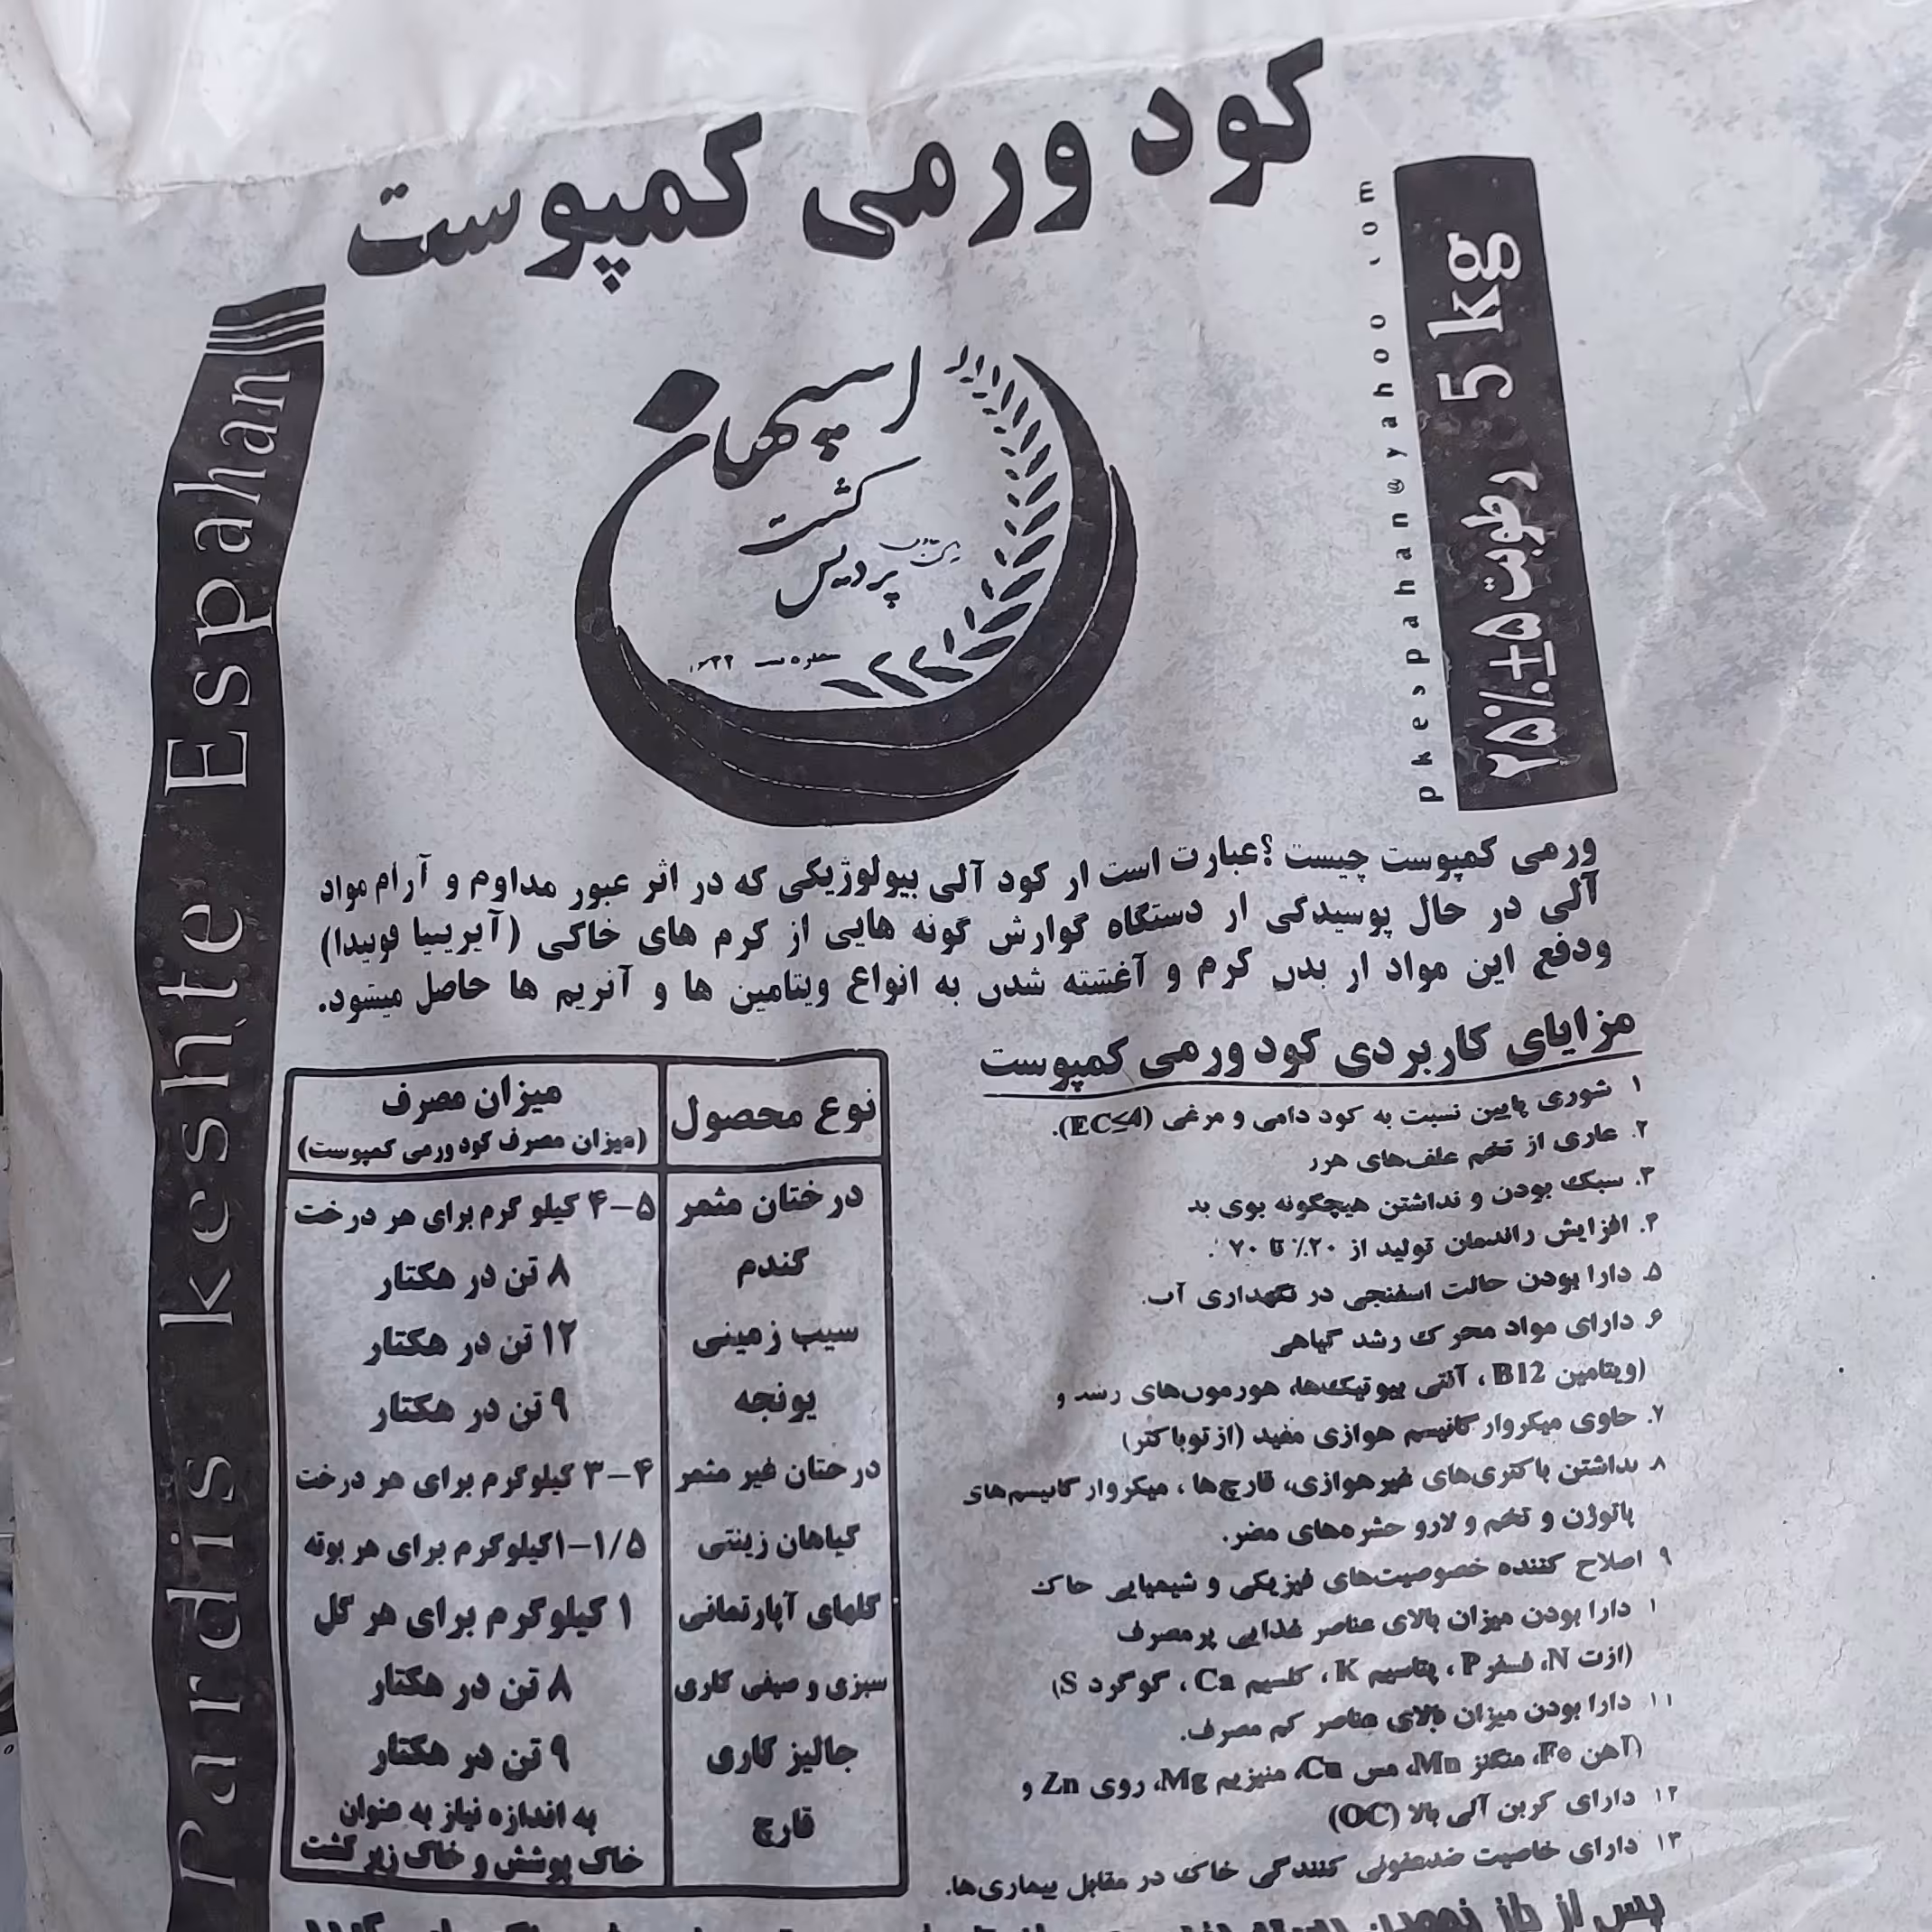 کود ورمی کمپوست
5 kg
رطوبت ۲۵٪±۵
pkespahan@yahoo.com
Pardis keshte Espahan
اسپهان
کشت
پردیس
ورمی کمپوست چیست ؟عبارت است از کود آلی بیولوژیکی که در اثر عبور مداوم و آرام مواد
آلی در حال پوسیدگی از دستگاه گوارش گونه هایی از کرم های خاکی (آیزینیا فوئیدا)
ودفع این مواد از بدن کرم و آغشته شدن به انواع ویتامین ها و آنزیم ها حاصل میشود.
مزایای کاربردی کود ورمی کمپوست
۱ شوری پایین نسبت به کود دامی و مرغی (EC≤4).
۲. عاری از تخم علف‌های هرز
۳. سبک بودن و نداشتن هیچگونه بوی بد
۴. افزایش راندمان تولید از ۲۰٪ تا ۷۰٪.
۵. دارا بودن حالت اسفنجی در نگهداری آب.
۶. دارای مواد محرک رشد گیاهی
(ویتامین B12 ، آنتی بیوتیک‌ها، هورمون‌های رشد و
۷. حاوی میکروارگانیسم هوازی مفید (ازتوباکتر)
۸ نداشتن باکتری‌های غیرهوازی، قارچ‌ها ، میکروارگانیسم‌های
پاتوژن و تخم و لارو حشره‌های مضر.
۹ اصلاح کننده خصوصیت‌های فیزیکی و شیمیایی خاک
۱ دارا بودن میزان بالای عناصر غذایی پرمصرف
(ازت N، فسفر P ، پتاسیم K ، کلسیم Ca ، گوگرد S)
۱۱ دارا بودن میزان بالای عناصر کم مصرف.
(آهن Fe، منگنز Mn، مس Cu، منیزیم Mg، روی Zn و
۱۲ دارای کربن آلی بالا (OC)
۱۳ دارای خاصیت ضدعفونی کنندگی خاک در مقابل بیماری‌ها.
نوع محصول میزان مصرف
(میزان مصرف کود ورمی کمپوست)
درختان مثمر ۵-۴ کیلو گرم برای هر درخت
گندم ۸ تن در هکتار
سیب زمینی ۱۲ تن در هکتار
یونجه ۹ تن در هکتار
درختان غیر مثمر ۴-۳ کیلوگرم برای هر درخت
گیاهان زینتی ۱/۵-۱کیلوگرم برای هر بوته
گلهای آپارتمانی ۱ کیلوگرم برای هر گل
سبزی و صیفی کاری ۸ تن در هکتار
جالیز کاری ۹ تن در هکتار
قارچ به اندازه نیاز به عنوان
خاک پوشش و خاک زیر کشت
پس از باز نمودن